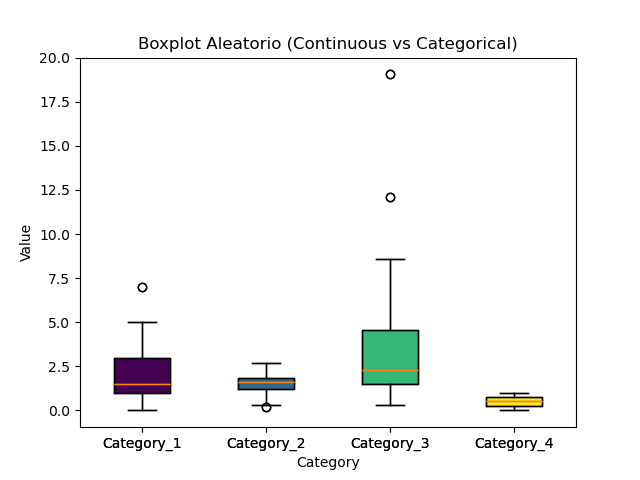 Boxplot Aleatorio (Continuous vs Categorical)
20.0
17.5
15.0
12.5
10.0
7.5
5.0
2.5
0.0
Value
Category_1 Category_2 Category_3 Category_4
Category